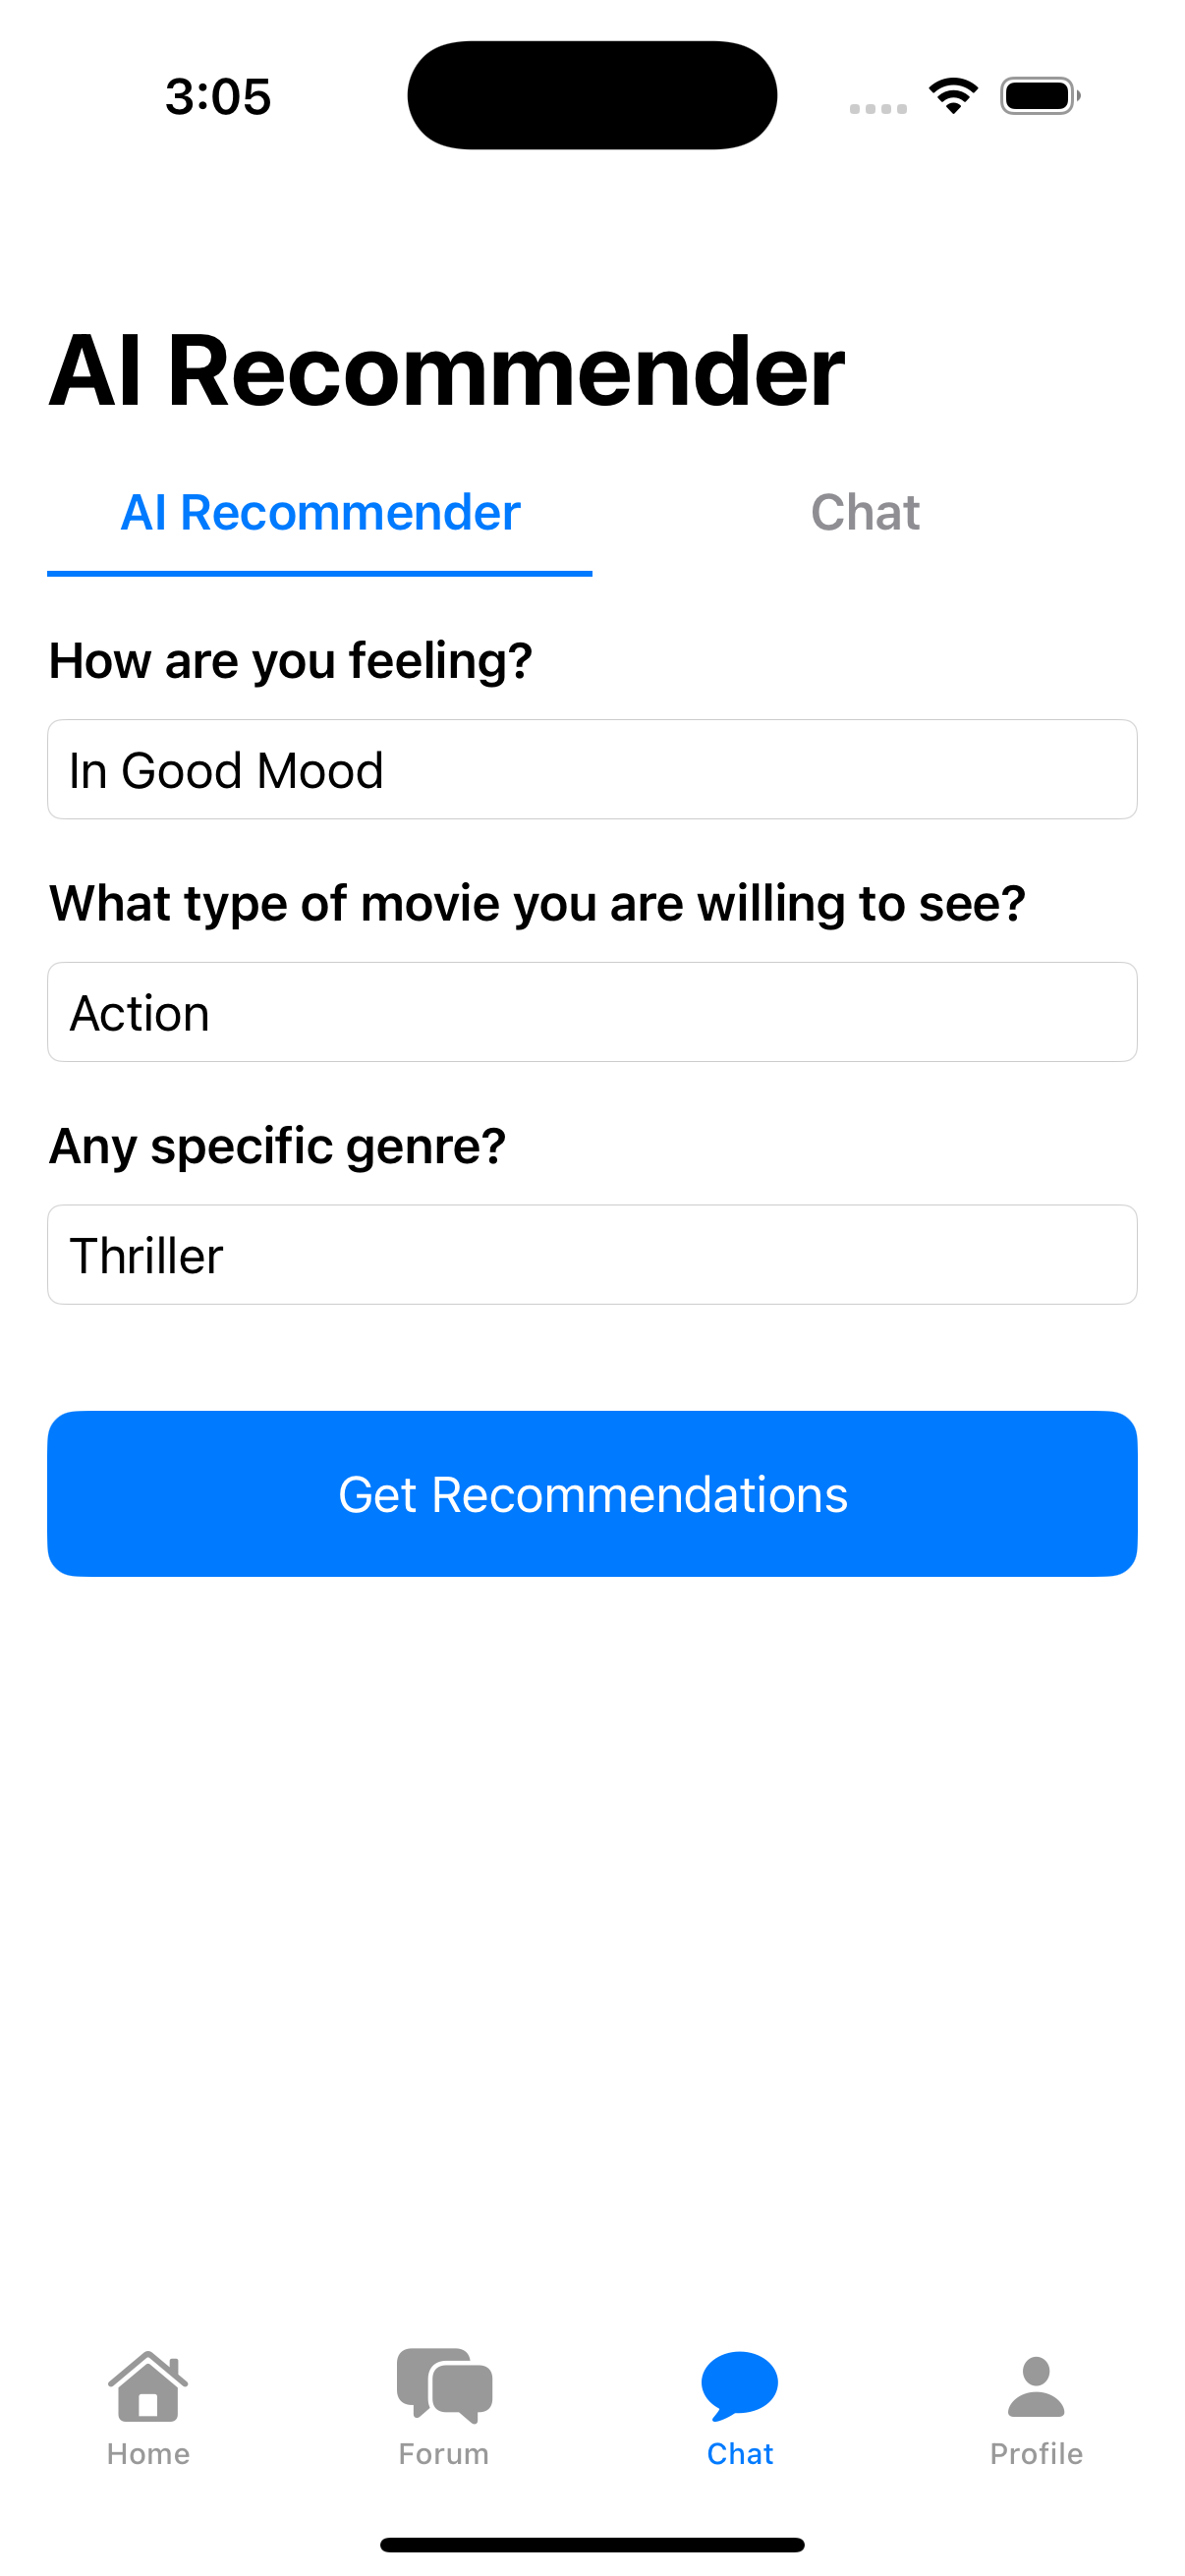 3:05
AI Recommender
AI Recommender
Chat
How are you feeling?
In Good Mood
What type of movie you are willing to see?
Action
Any specific genre?
Thriller
Get Recommendations
Home
Forum
Chat
Profile